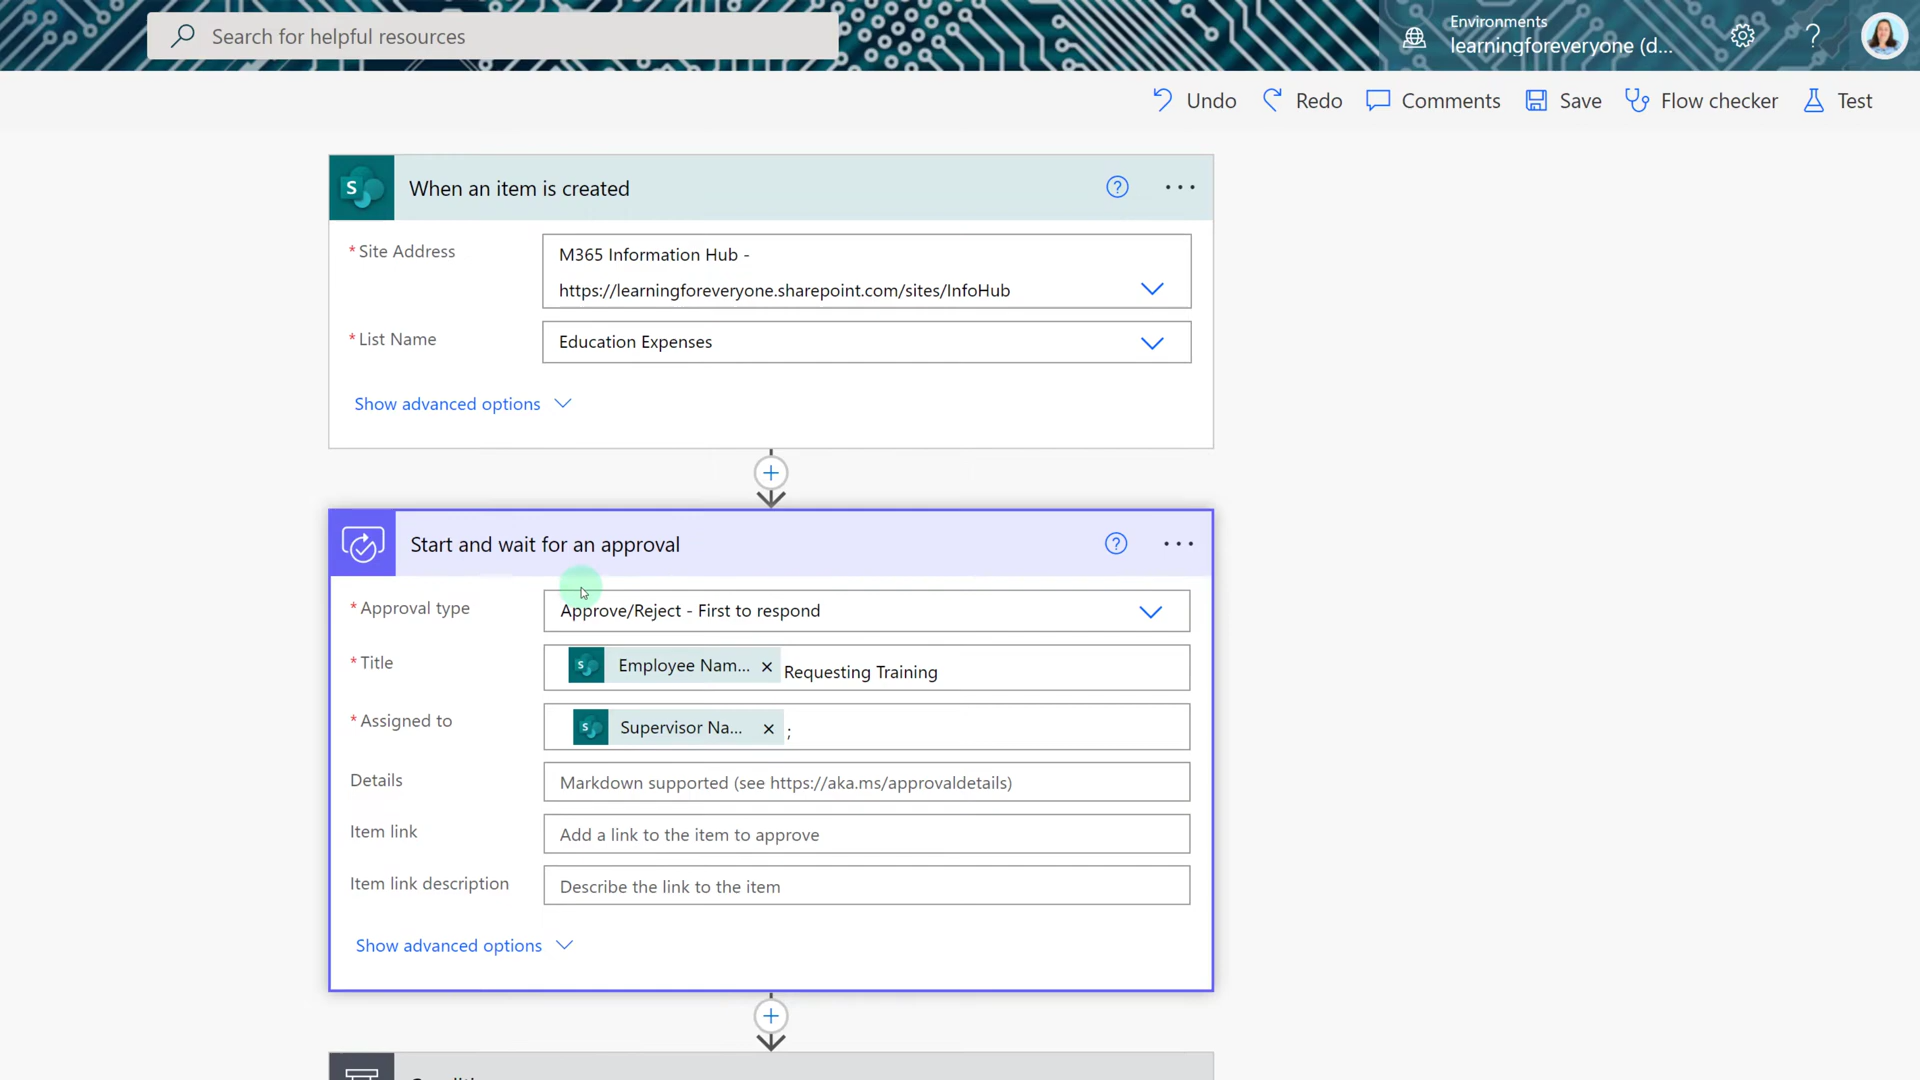 Search for helpful resources
Environments
learningforeveryone (d...
Undo
Redo
Comments
Save
Flow checker
Test
S
When an item is created
?
...
* Site Address
M365 Information Hub -
https://learningforeveryone.sharepoint.com/sites/InfoHub
* List Name
Education Expenses
Show advanced options
Start and wait for an approval
?
...
* Approval type
Approve/Reject - First to respond
* Title
S
Employee Nam...
Requesting Training
* Assigned to
S
Supervisor Na...
;
Details
Markdown supported (see https://aka.ms/approvaldetails)
Item link
Add a link to the item to approve
Item link description
Describe the link to the item
Show advanced options